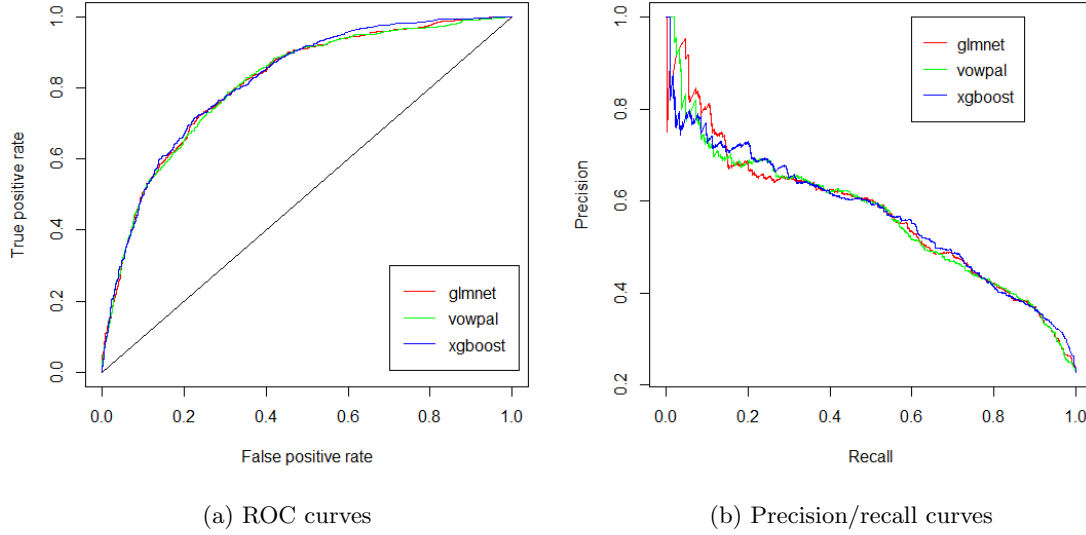 True positive rate
0.0 0.2 0.4 0.6 0.8 1.0
glmnet
vowpal
xgboost
0.0 0.2 0.4 0.6 0.8 1.0
False positive rate
(a) ROC curves
Precision
0.2 0.4 0.6 0.8 1.0
glmnet
vowpal
xgboost
0.0 0.2 0.4 0.6 0.8 1.0
Recall
(b) Precision/recall curves